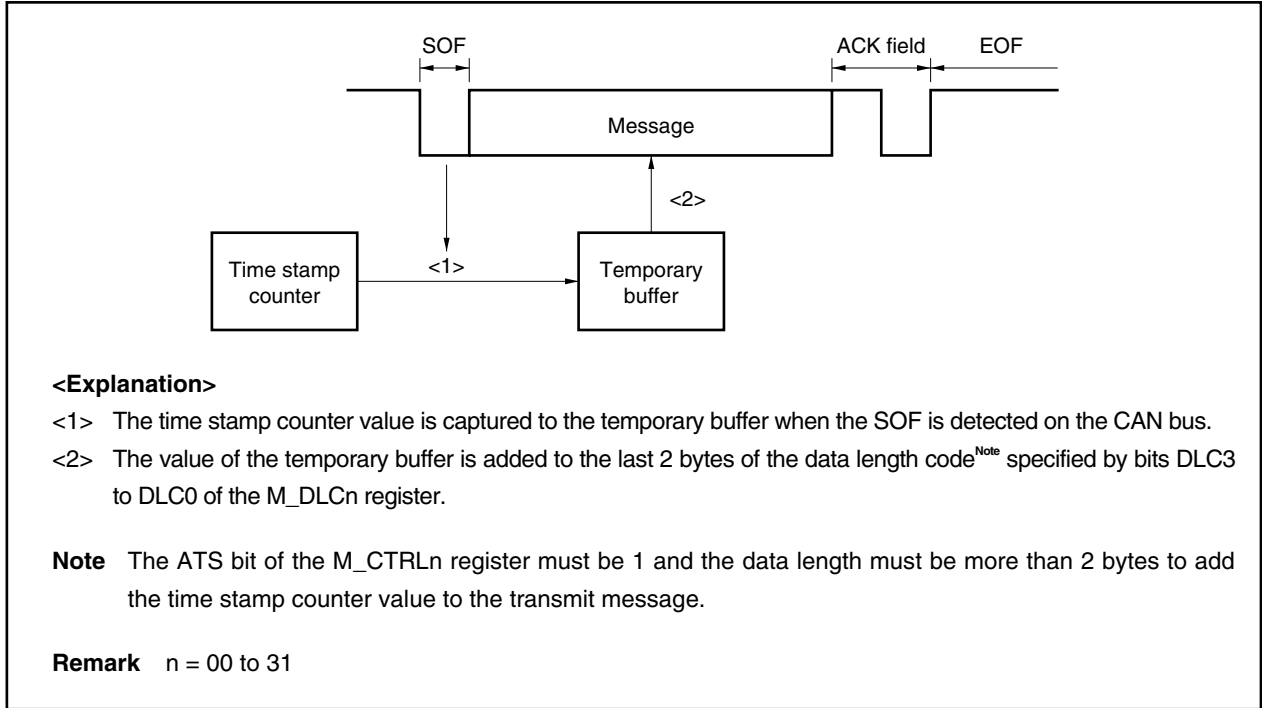 SOF
ACK field
EOF
Message
<2>
Time stamp
counter
<1>
Temporary
buffer
<Explanation>
<1> The time stamp counter value is captured to the temporary buffer when the SOF is detected on the CAN bus.
<2> The value of the temporary buffer is added to the last 2 bytes of the data length codeNote specified by bits DLC3
to DLC0 of the M_DLCn register.
Note The ATS bit of the M_CTRLn register must be 1 and the data length must be more than 2 bytes to add
the time stamp counter value to the transmit message.
Remark n = 00 to 31